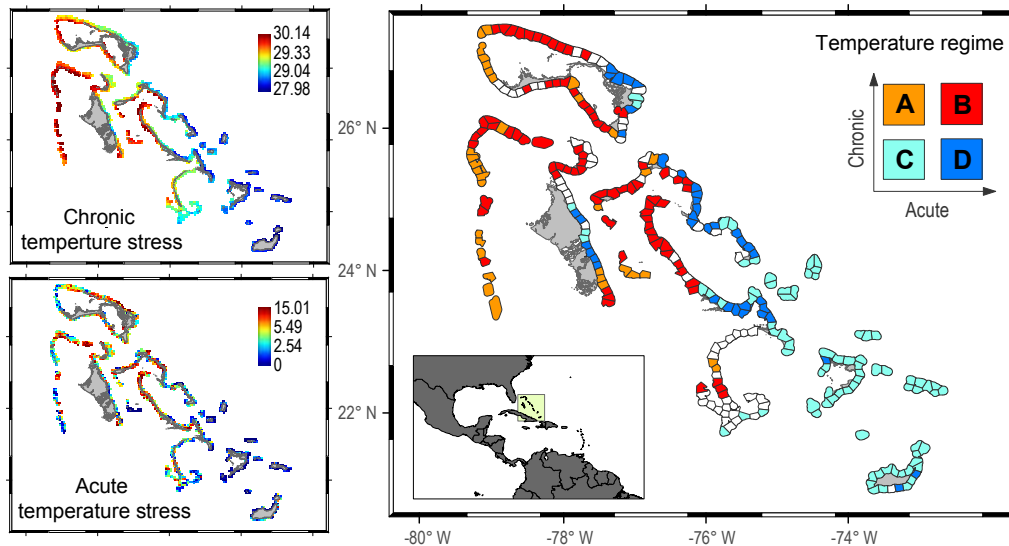 30.14
29.33
29.04
27.98
Chronic
temperture stress
15.01
5.49
2.54
0
Acute
temperature stress
Temperature regime
A
B
C
D
Chronic
Acute
26° N
24° N
22° N
-80° W
-78° W
-76° W
-74° W